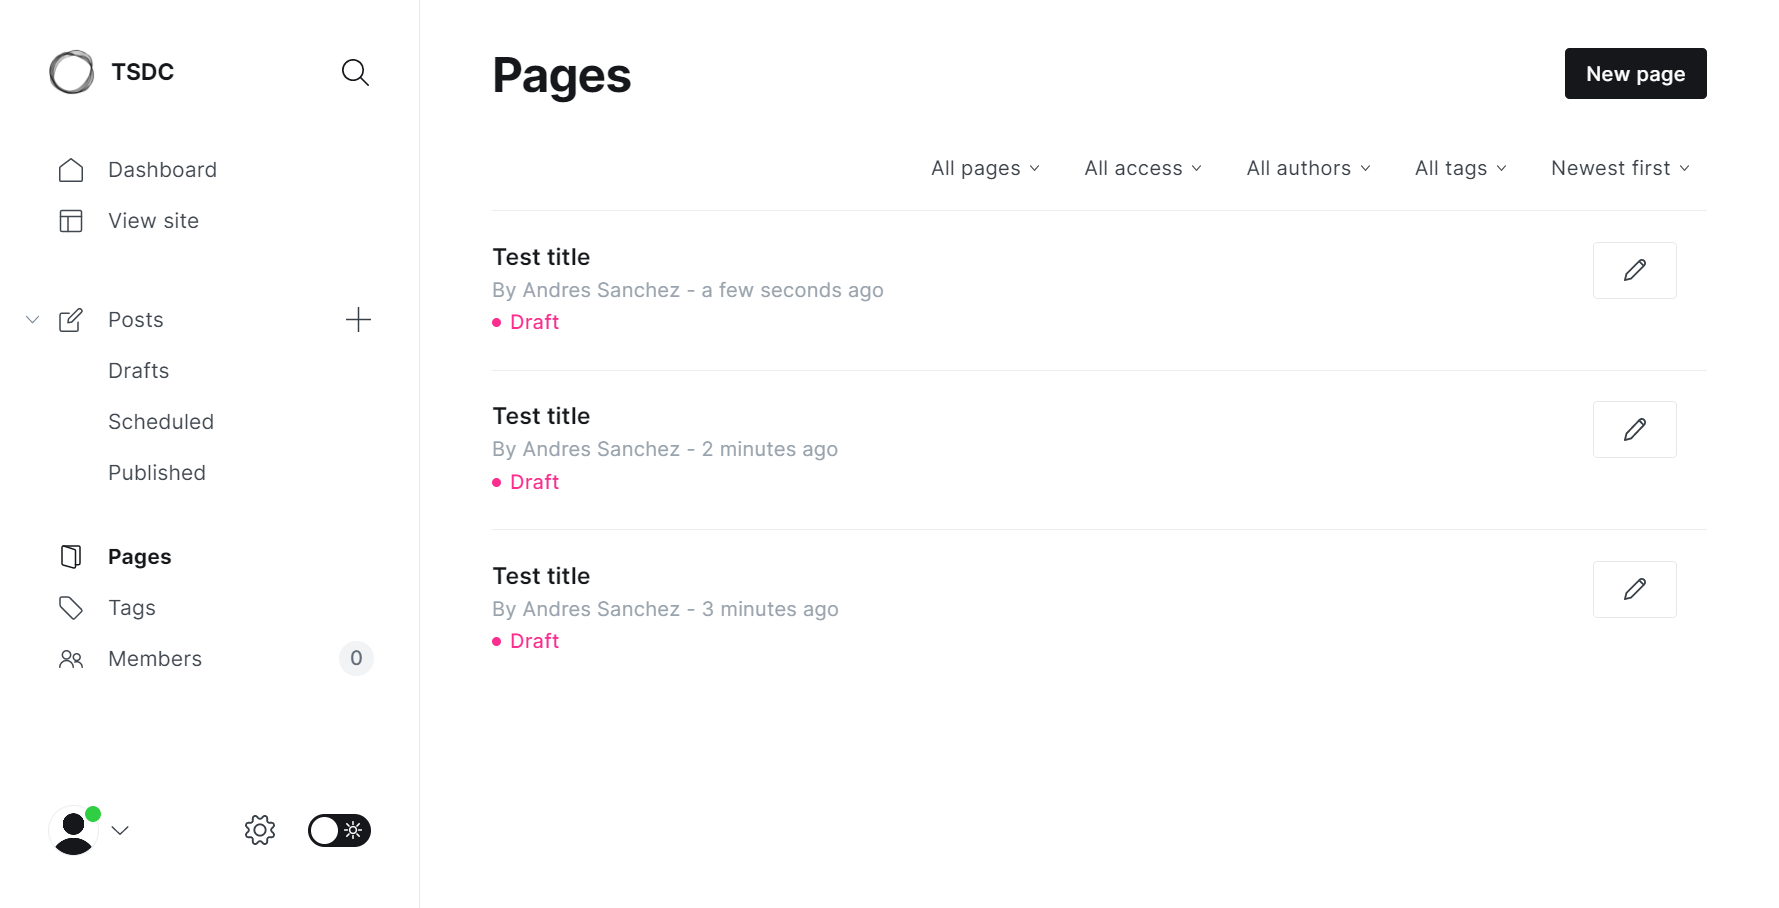 TSDC
Dashboard
View site
Posts
Drafts
Scheduled
Published
Pages
Tags
Members 0
Pages
New page
All pages All access All authors All tags Newest first
Test title
By Andres Sanchez - a few seconds ago
Draft
Test title
By Andres Sanchez - 2 minutes ago
Draft
Test title
By Andres Sanchez - 3 minutes ago
Draft